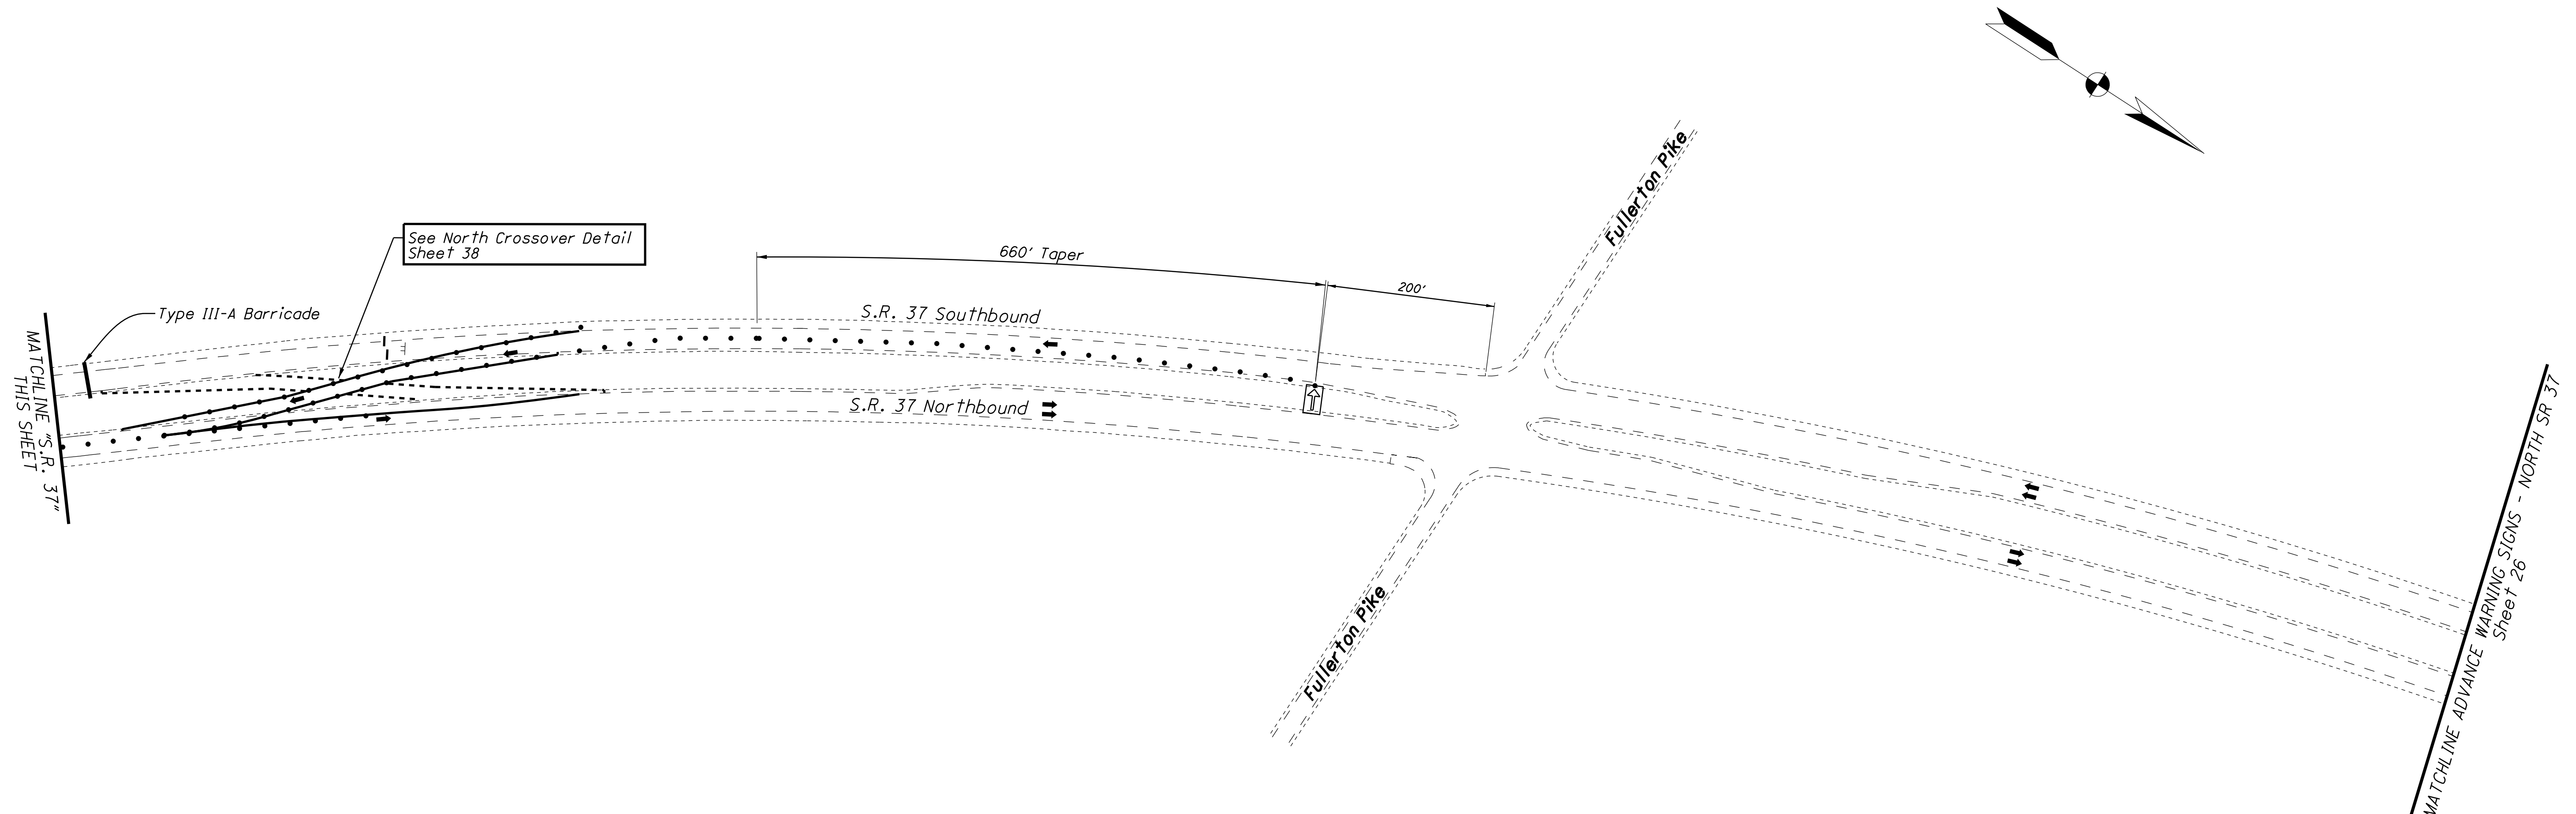 Fullerton Pike
See North Crossover Detail
Sheet 38
660' Taper
200'
Type III-A Barricade
S.R. 37 Southbound
S.R. 37 Northbound
MATCHLINE "S.R. 37"
THIS SHEET
Fullerton Pike
MATCHLINE ADVANCE WARNING SIGNS - NORTH SR 37
Sheet 26